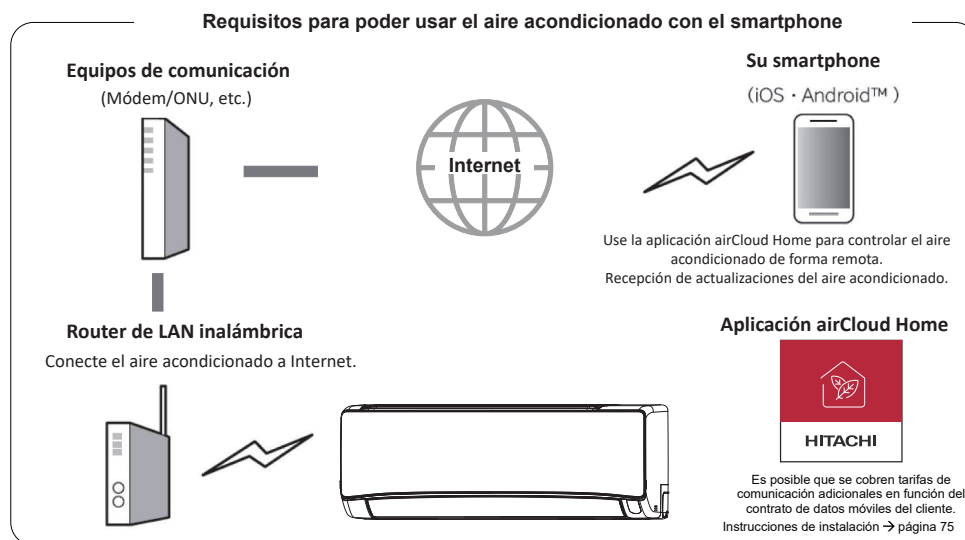 Requisitos para poder usar el aire acondicionado con el smartphone
Equipos de comunicación
(Módem/ONU, etc.)
Internet
Su smartphone
(iOS・Android™)
Use la aplicación airCloud Home para controlar el aire
acondicionado de forma remota.
Recepción de actualizaciones del aire acondicionado.
Router de LAN inalámbrica
Conecte el aire acondicionado a Internet.
Aplicación airCloud Home
HITACHI
Es posible que se cobren tarifas de
comunicación adicionales en función del
contrato de datos móviles del cliente.
Instrucciones de instalación → página 75